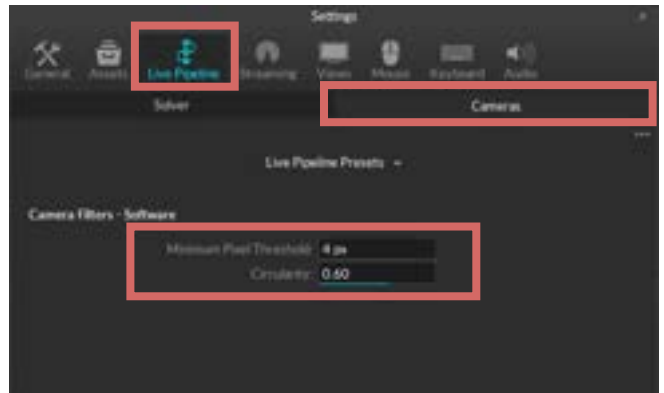 Settings
General Assets Live Pipeline Streaming Views Mouse Keyboard Audio
Solver Cameras
Live Pipeline Presets
Camera Filters - Software
Minimum Pixel Threshold: 4 px
Circularity: 0.60